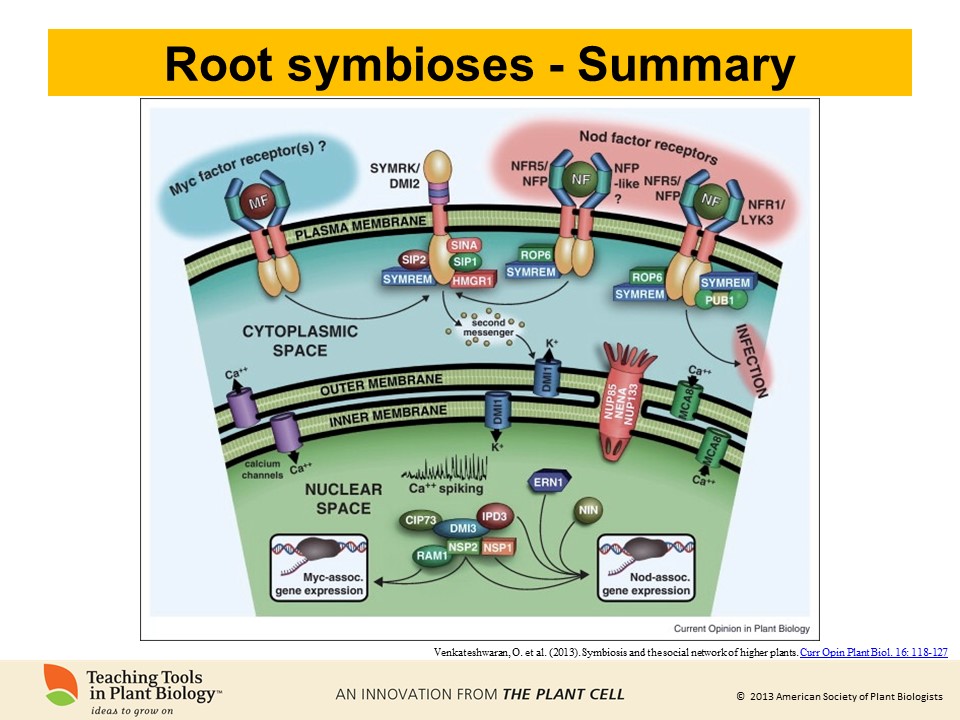 Root symbioses - Summary
Myc factor receptor(s) ?
MF
SYMRK/
DMI2
Nod factor receptors
NFR5/
NFP
NF
NFP
-like
?
NFR5/
NFP
NF
NFR1/
LYK3
PLASMA MEMBRANE
SINA
SIP2
SIP1
SYMREM
HMGR1
ROP6
SYMREM
ROP6
SYMREM
SYMREM
PUB1
CYTOPLASMIC
SPACE
second
messenger
INFECTION
K+
Ca++
OUTER MEMBRANE
DMI1
NUP85
NENA
NUP133
Ca++
MCA8
INNER MEMBRANE
DMI1
MCA8
calcium
channels
Ca++
K+
Ca++
Ca++ spiking
NUCLEAR
SPACE
ERN1
NIN
CIP73
IPD3
DMI3
NSP2
NSP1
RAM1
Myc-assoc.
gene expression
Nod-assoc.
gene expression
Current Opinion in Plant Biology
Venkateshwaran, O. et al. (2013). Symbiosis and the social network of higher plants. Curr Opin Plant Biol. 16: 118-127
Teaching Tools
in Plant Biology™
ideas to grow on
AN INNOVATION FROM THE PLANT CELL
© 2013 American Society of Plant Biologists